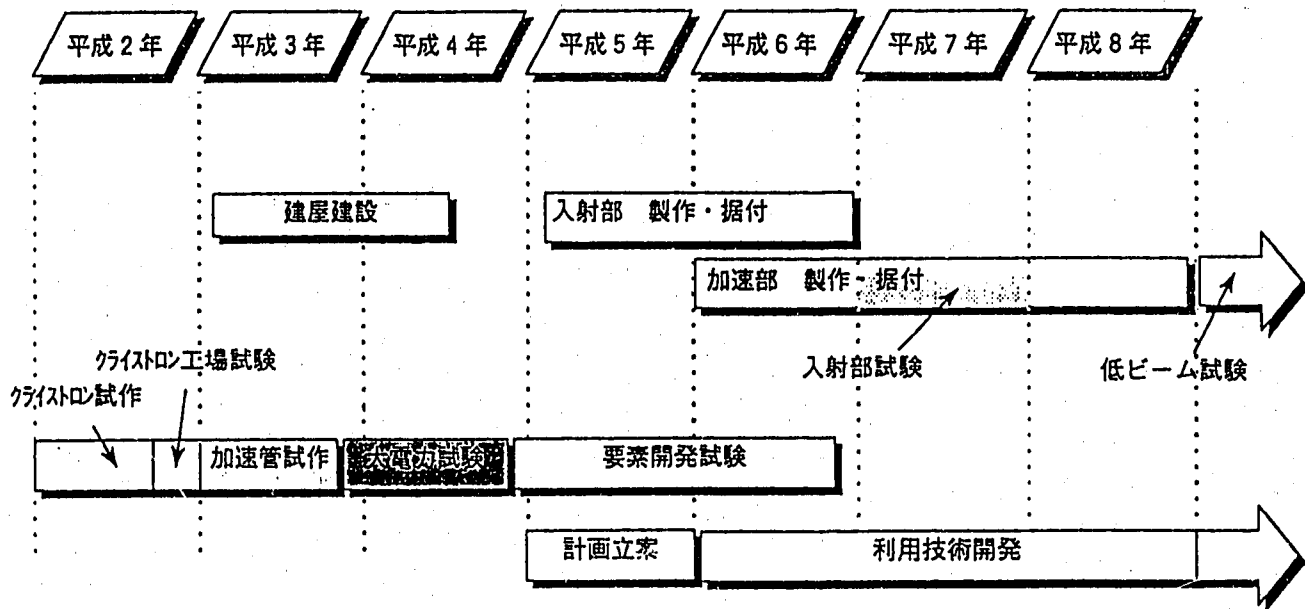 平成2年
平成3年
平成4年
平成5年
平成6年
平成7年
平成8年
建屋建設
入射部 製作・据付
加速部 製作・据付
入射部試験
低ビーム試験
クライストロン工場試験
クライストロン試作
加速管試作
大電力試験
要素開発試験
計画立案
利用技術開発